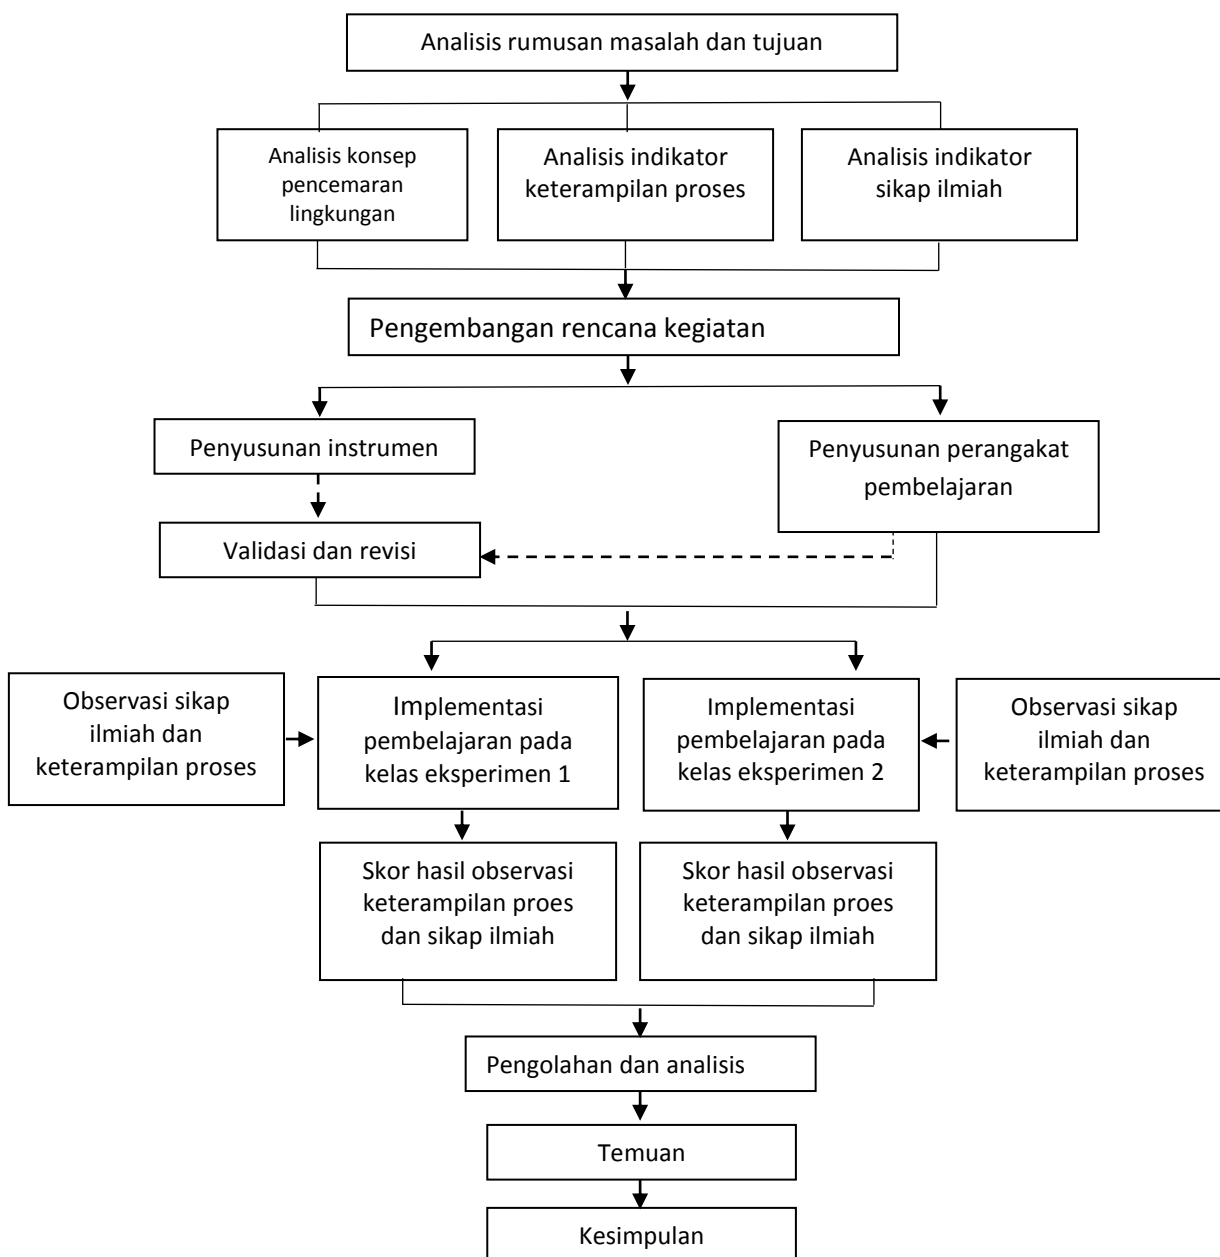 Analisis rumusan masalah dan tujuan
Analisis konsep
pencemaran
lingkungan
Analisis indikator
keterampilan proses
Analisis indikator
sikap ilmiah
Pengembangan rencana kegiatan
Penyusunan instrumen
Penyusunan perangakat
pembelajaran
Validasi dan revisi
Observasi sikap
ilmiah dan
keterampilan proses
Implementasi
pembelajaran pada
kelas eksperimen 1
Implementasi
pembelajaran pada
kelas eksperimen 2
Observasi sikap
ilmiah dan
keterampilan proses
Skor hasil observasi
keterampilan proes
dan sikap ilmiah
Skor hasil observasi
keterampilan proes
dan sikap ilmiah
Pengolahan dan analisis
Temuan
Kesimpulan